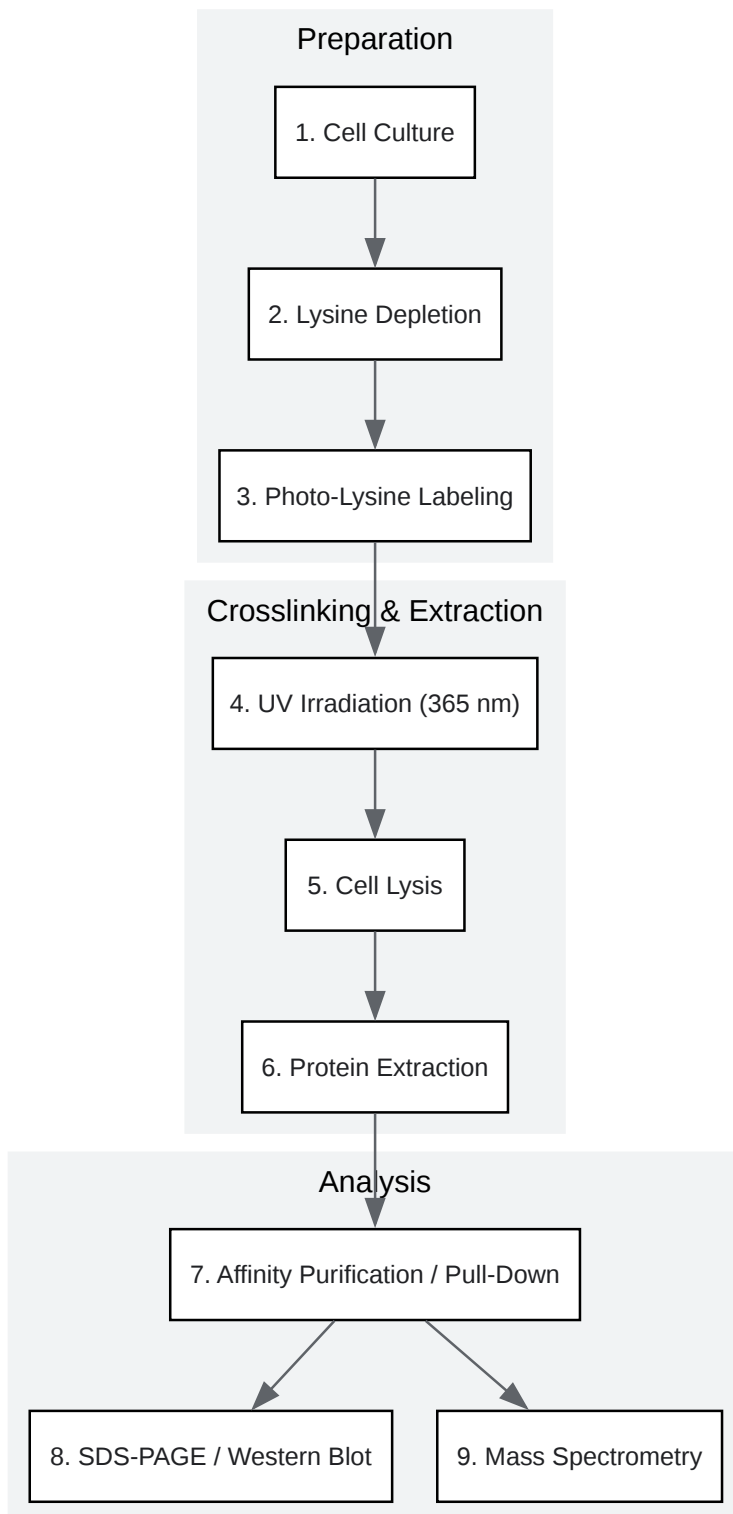 Preparation
1. Cell Culture
2. Lysine Depletion
3. Photo-Lysine Labeling
Crosslinking & Extraction
4. UV Irradiation (365 nm)
5. Cell Lysis
6. Protein Extraction
Analysis
7. Affinity Purification / Pull-Down
8. SDS-PAGE / Western Blot
9. Mass Spectrometry